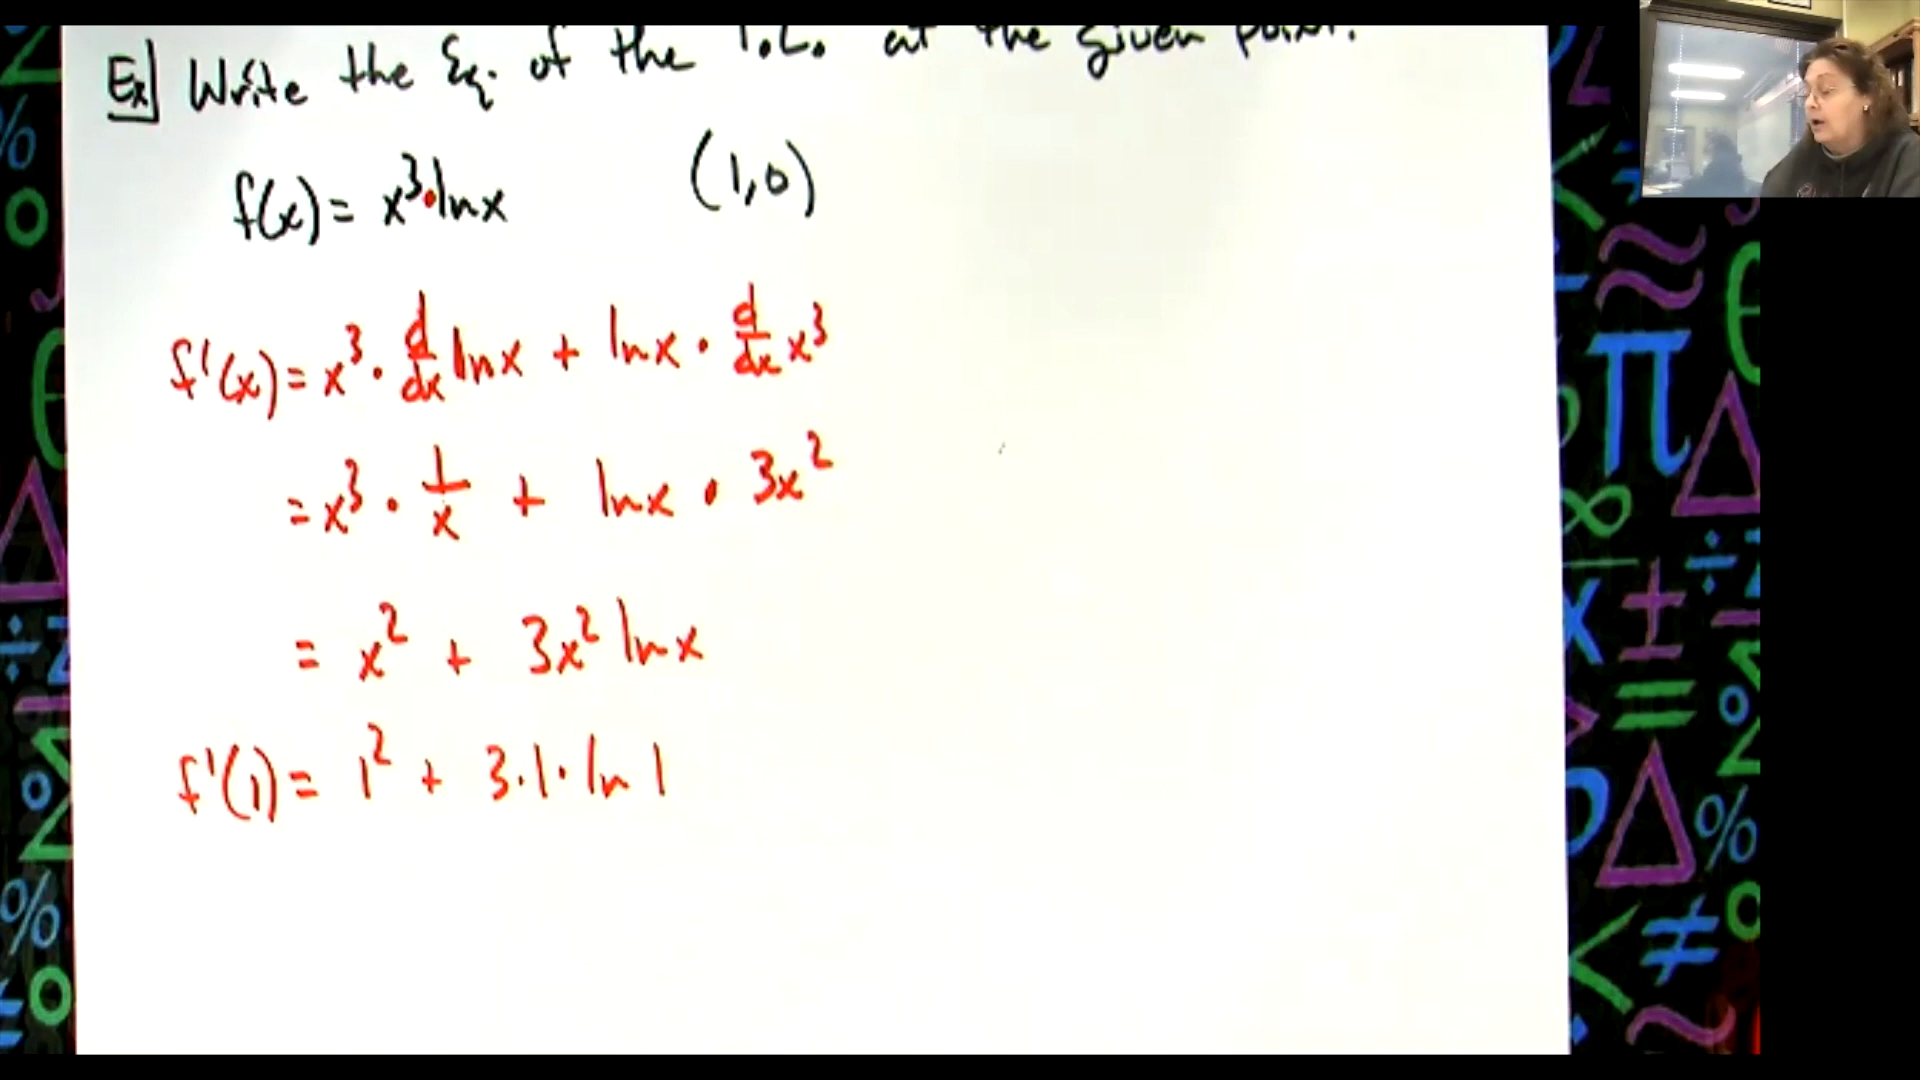 Ex] Write the Eq. of the T.L. at the given point.
f(x) = x³·lnx (1,0)
f'(x) = x³ · d/dx lnx + lnx · d/dx x³
= x³ · 1/x + lnx · 3x²
= x² + 3x² lnx
f'(1) = 1² + 3·1·ln 1